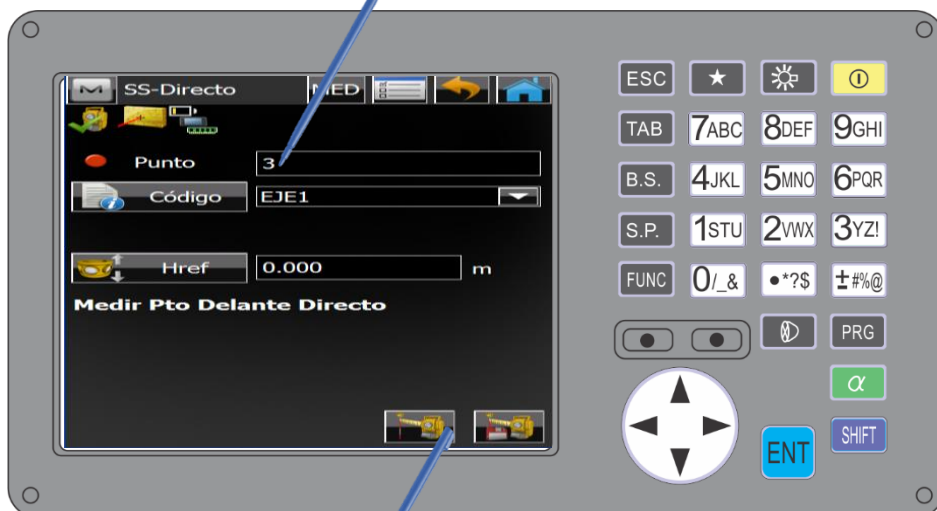 SS-Directo MED
Punto 3
Código EJE1
Href 0.000 m
Medir Pto Delante Directo
ESC
TAB 7ABC 8DEF 9GHI
B.S. 4JKL 5MNO 6PQR
S.P. 1STU 2VWX 3YZ!
FUNC 0/_& •*?$ ±#%@
PRG
α
ENT SHIFT